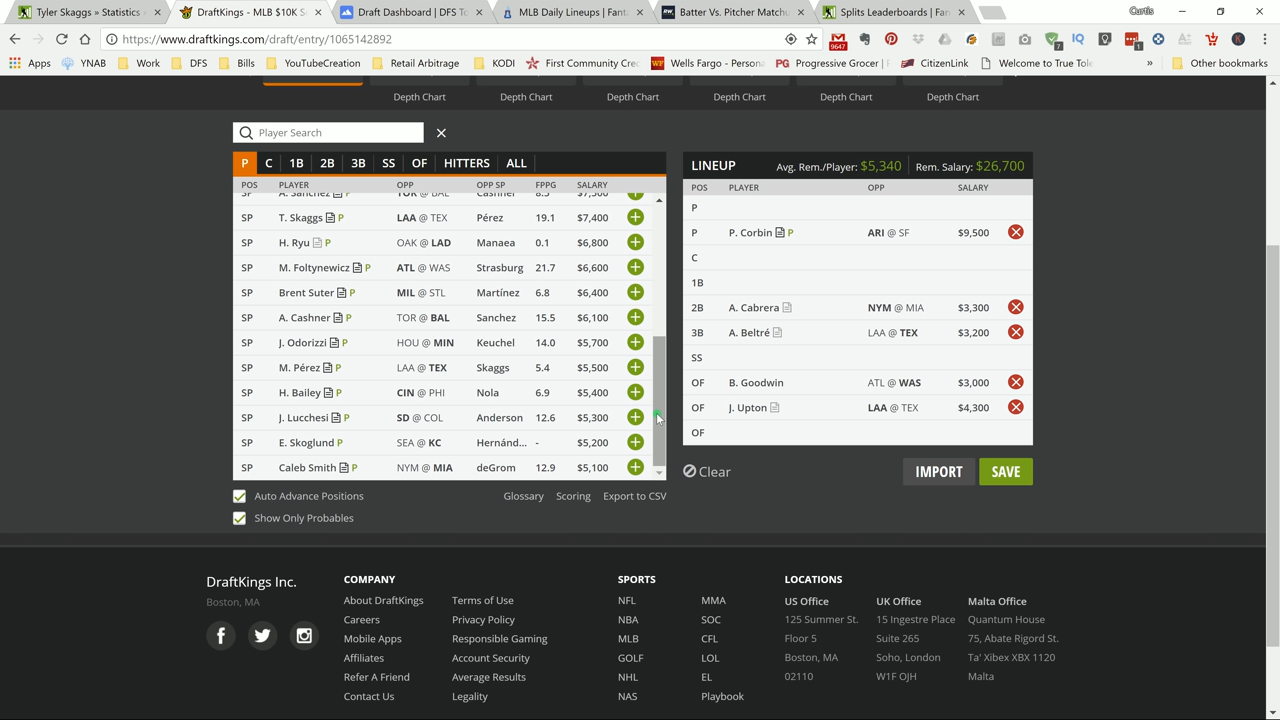 Tyler Skaggs » Statistics »
DraftKings - MLB $10K S
Draft Dashboard | DFS To
MLB Daily Lineups | Fanta
Batter Vs. Pitcher Matchu
Splits Leaderboards | Fan
Curtis
https://www.draftkings.com/draft/entry/1065142892
9647
7
1
K
Apps YNAB Work DFS Bills YouTubeCreation Retail Arbitrage KODI First Community Cre Wells Fargo - Persona Progressive Grocer | CitizenLink Welcome to True Tole » Other bookmarks
Depth Chart Depth Chart Depth Chart Depth Chart Depth Chart Depth Chart
Player Search
P C 1B 2B 3B SS OF HITTERS ALL
POS PLAYER OPP OPP SP FPPG SALARY
SP A. Sanchez P TOR @ BAL Cashner 8.5 $7,500
SP T. Skaggs P LAA @ TEX Pérez 19.1 $7,400
SP H. Ryu P OAK @ LAD Manaea 0.1 $6,800
SP M. Foltynewicz P ATL @ WAS Strasburg 21.7 $6,600
SP Brent Suter P MIL @ STL Martínez 6.8 $6,400
SP A. Cashner P TOR @ BAL Sanchez 15.5 $6,100
SP J. Odorizzi P HOU @ MIN Keuchel 14.0 $5,700
SP M. Pérez P LAA @ TEX Skaggs 5.4 $5,500
SP H. Bailey P CIN @ PHI Nola 6.9 $5,400
SP J. Lucchesi P SD @ COL Anderson 12.6 $5,300
SP E. Skoglund P SEA @ KC Hernánd... - $5,200
SP Caleb Smith P NYM @ MIA deGrom 12.9 $5,100
Auto Advance Positions
Show Only Probables
Glossary Scoring Export to CSV
LINEUP Avg. Rem./Player: $5,340 Rem. Salary: $26,700
POS PLAYER OPP SALARY
P
P P. Corbin P ARI @ SF $9,500
C
1B
2B A. Cabrera NYM @ MIA $3,300
3B A. Beltré LAA @ TEX $3,200
SS
OF B. Goodwin ATL @ WAS $3,000
OF J. Upton LAA @ TEX $4,300
OF
Clear IMPORT SAVE
DraftKings Inc.
Boston, MA
COMPANY
About DraftKings
Careers
Mobile Apps
Affiliates
Refer A Friend
Contact Us
Terms of Use
Privacy Policy
Responsible Gaming
Account Security
Average Results
Legality
SPORTS
NFL
NBA
MLB
GOLF
NHL
NAS
MMA
SOC
CFL
LOL
EL
Playbook
LOCATIONS
US Office
125 Summer St.
Floor 5
Boston, MA
02110
UK Office
15 Ingestre Place
Suite 265
Soho, London
W1F OJH
Malta Office
Quantum House
75, Abate Rigord St.
Ta' Xibex XBX 1120
Malta